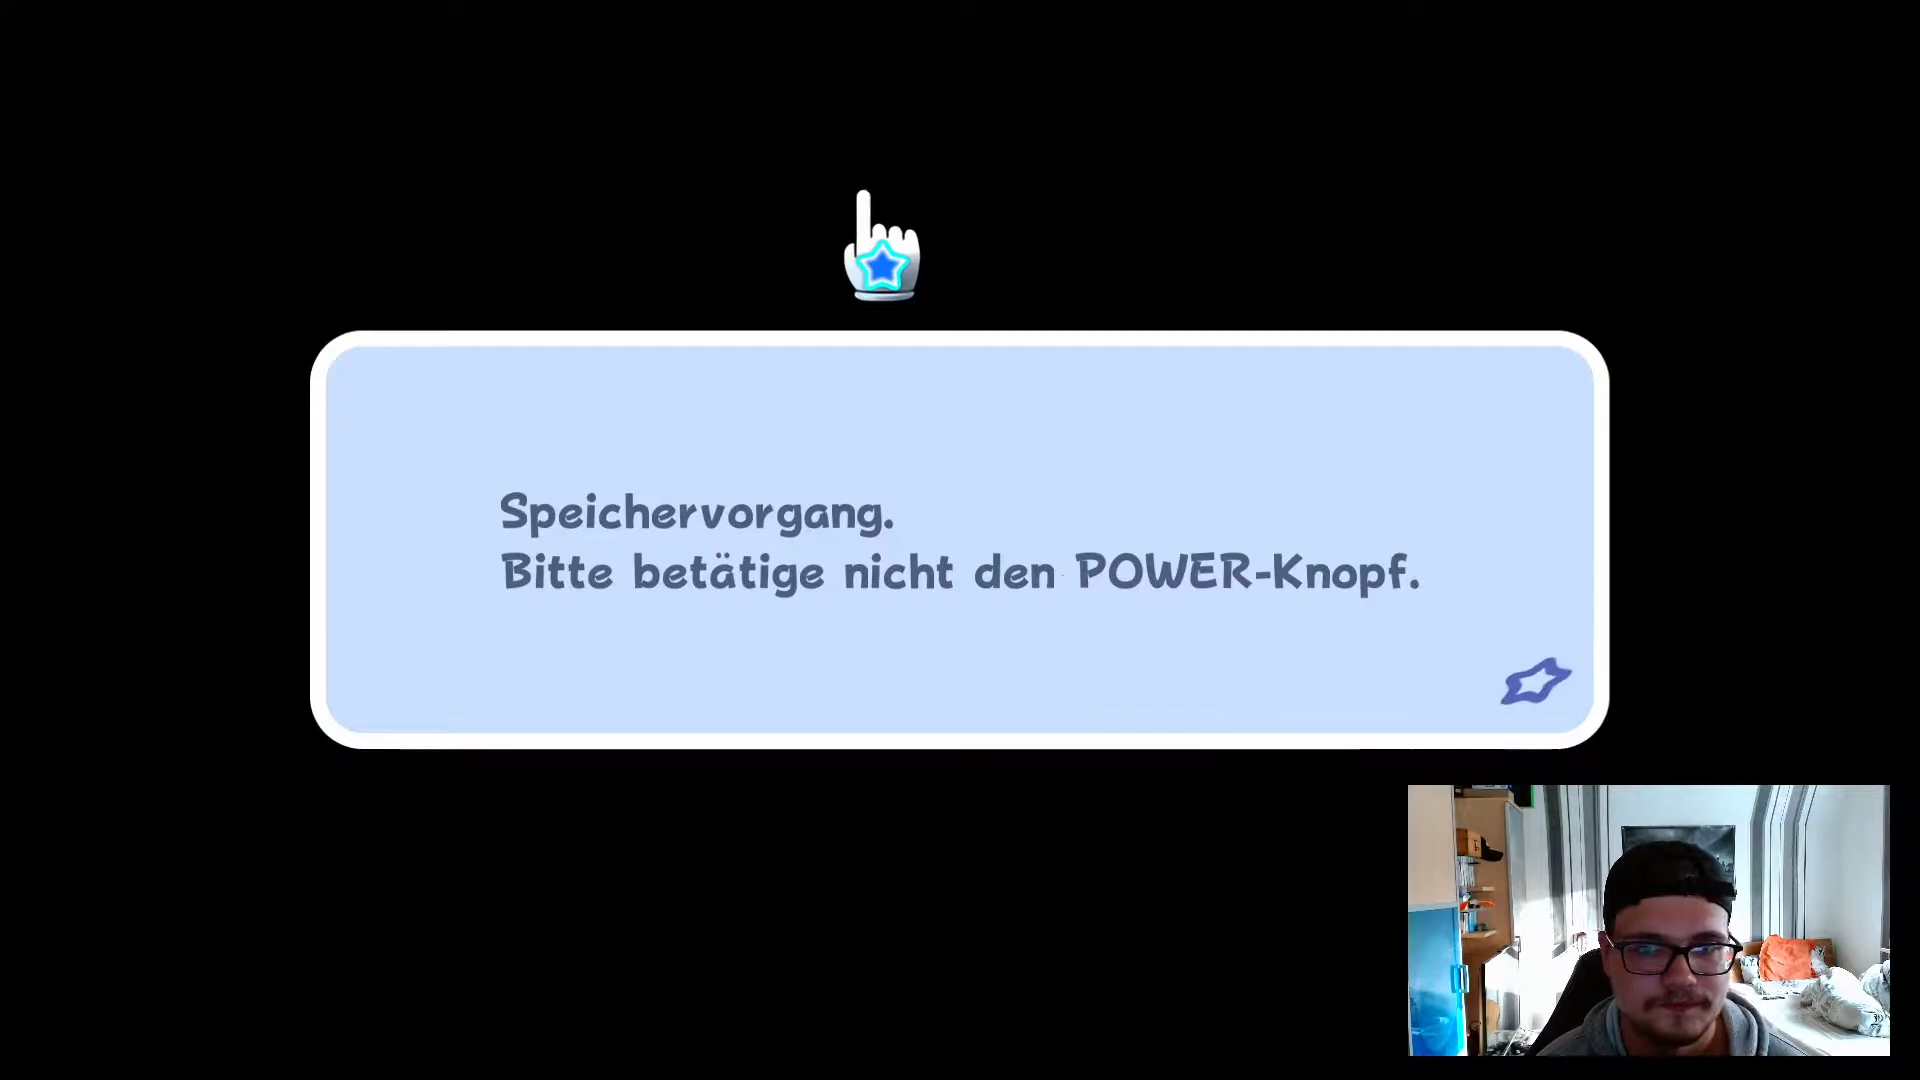 Speichervorgang.
Bitte betätige nicht den POWER-Knopf.